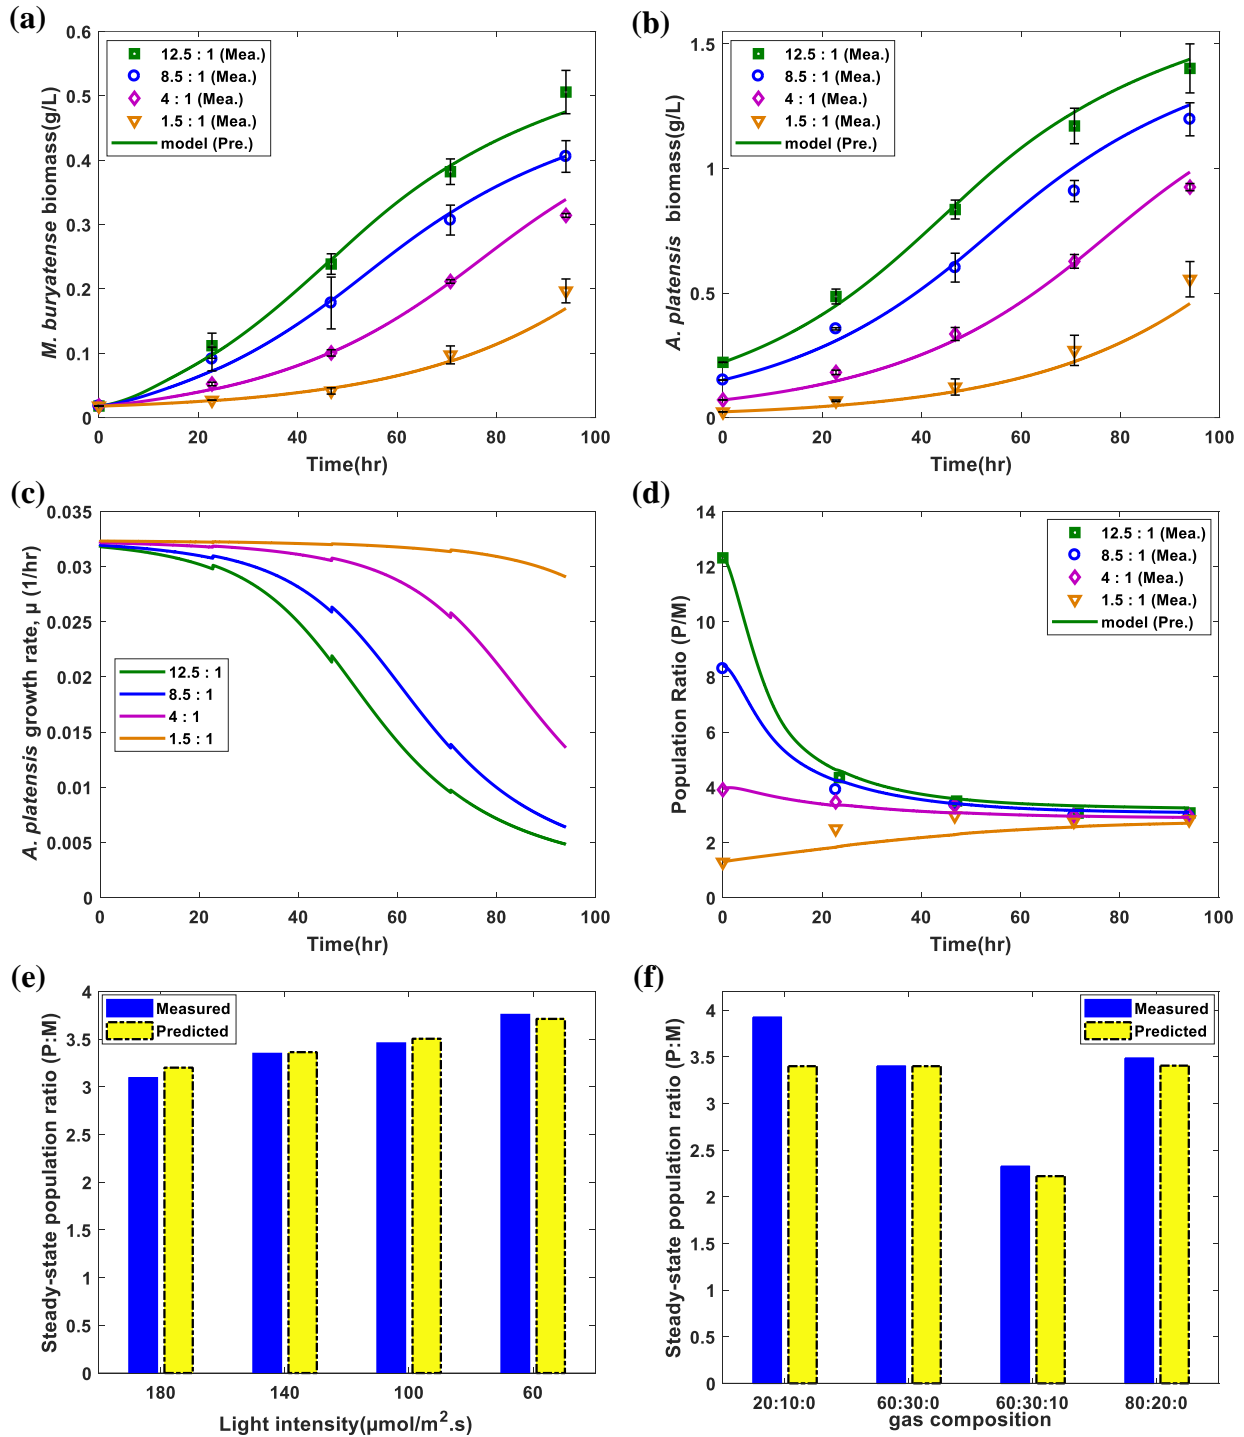 (a)
M. buryatense biomass(g/L)
0.6
0.5
0.4
0.3
0.2
0.1
0
12.5 : 1 (Mea.)
8.5 : 1 (Mea.)
4 : 1 (Mea.)
1.5 : 1 (Mea.)
model (Pre.)
0 20 40 60 80 100
Time(hr)
(b)
A. platensis biomass(g/L)
1.5
1
0.5
0
12.5 : 1 (Mea.)
8.5 : 1 (Mea.)
4 : 1 (Mea.)
1.5 : 1 (Mea.)
model (Pre.)
0 20 40 60 80 100
Time(hr)
(c)
A. platensis growth rate, µ (1/hr)
0.035
0.03
0.025
0.02
0.015
0.01
0.005
0
12.5 : 1
8.5 : 1
4 : 1
1.5 : 1
0 20 40 60 80 100
Time(hr)
(d)
Population Ratio (P/M)
14
12
10
8
6
4
2
0
12.5 : 1 (Mea.)
8.5 : 1 (Mea.)
4 : 1 (Mea.)
1.5 : 1 (Mea.)
model (Pre.)
0 20 40 60 80 100
Time(hr)
(e)
Steady-state population ratio (P:M)
4
3.5
3
2.5
2
1.5
1
0.5
0
Measured
Predicted
180 140 100 60
Light intensity(µmol/m².s)
(f)
Steady-state population ratio (P:M)
4
3.5
3
2.5
2
1.5
1
0.5
0
Measured
Predicted
20:10:0 60:30:0 60:30:10 80:20:0
gas composition